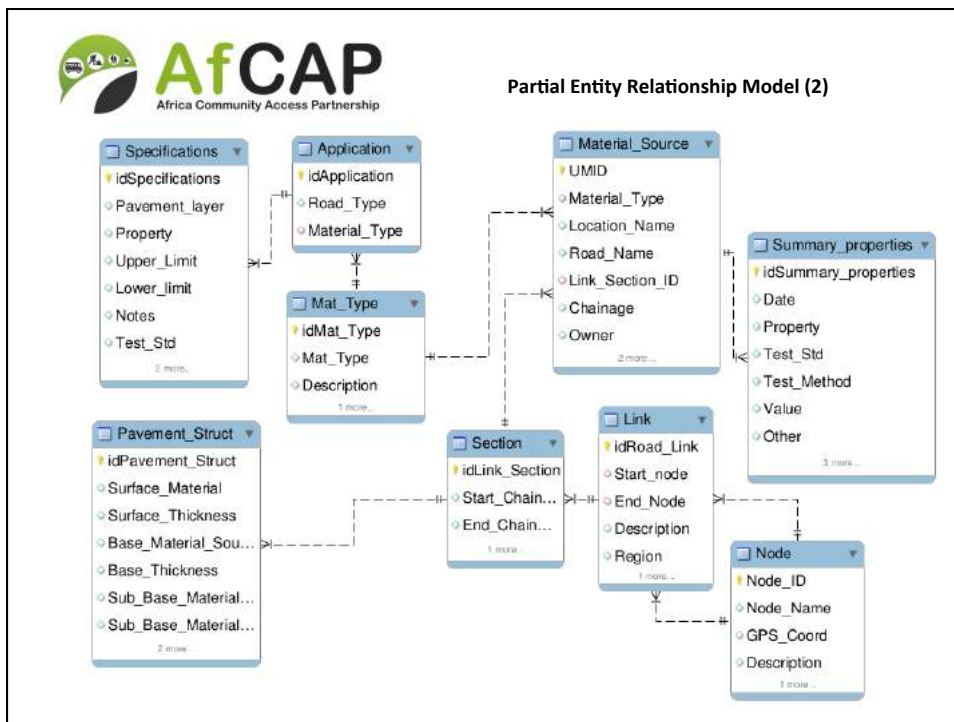 AfCAP
Africa Community Access Partnership
Partial Entity Relationship Model (2)
Specifications
idSpecifications
Pavement_layer
Property
Upper_Limit
Lower_limit
Notes
Test_Std
2 more...
Application
idApplication
Road_Type
Material_Type
Mat_Type
idMat_Type
Mat_Type
Description
1 more...
Material_Source
UMID
Material_Type
Location_Name
Road_Name
Link_Section_ID
Chainage
Owner
2 more...
Summary_properties
idSummary_properties
Date
Property
Test_Std
Test_Method
Value
Other
3 more...
Pavement_Struct
idPavement_Struct
Surface_Material
Surface_Thickness
Base_Material_Sou...
Base_Thickness
Sub_Base_Material...
Sub_Base_Material...
2 more...
Section
idLink_Section
Start_Chain...
End_Chain...
1 more...
Link
idRoad_Link
Start_node
End_Node
Description
Region
1 more...
Node
Node_ID
Node_Name
GPS_Coord
Description
1 more...